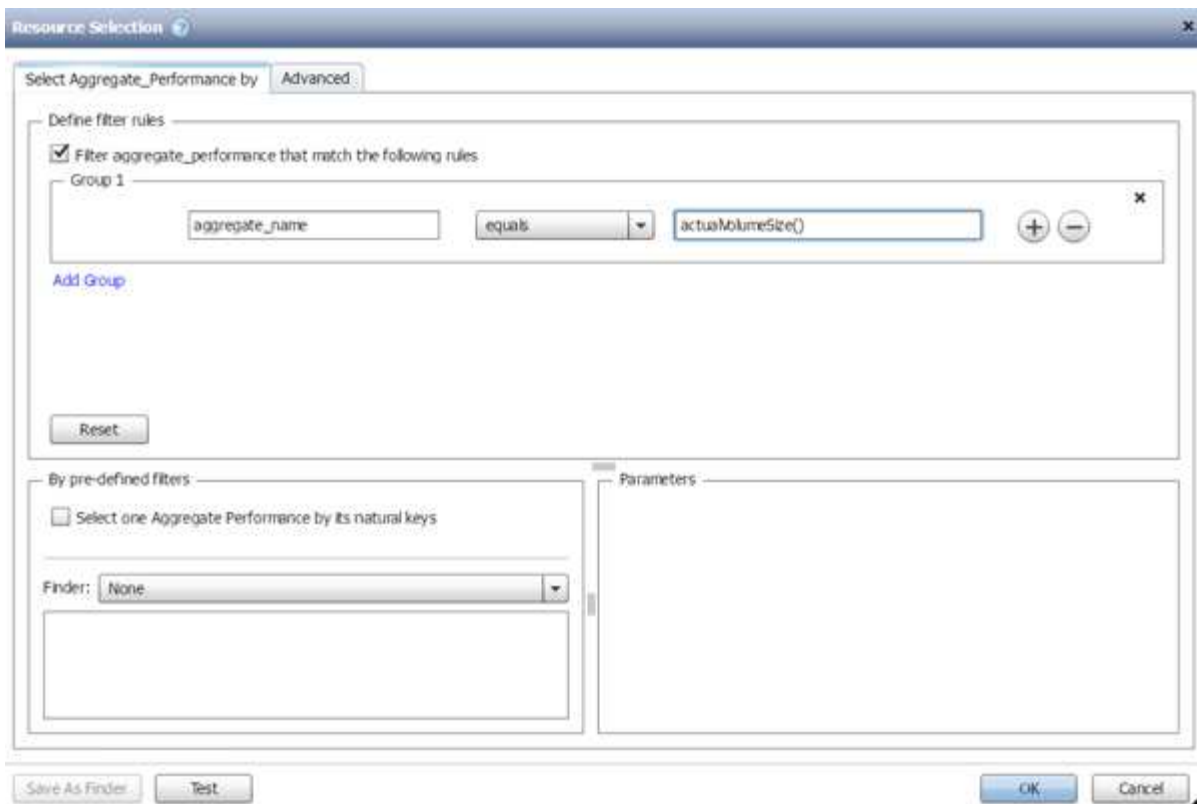 Resource Selection
Select Aggregate_Performance by Advanced
Define filter rules
Filter aggregate_performance that match the following rules
Group 1
aggregate_name equals actualVolumeSize()
Add Group
Reset
By pre-defined filters
Parameters
Select one Aggregate Performance by its natural keys
Finder: None
Save As Finder Test OK Cancel